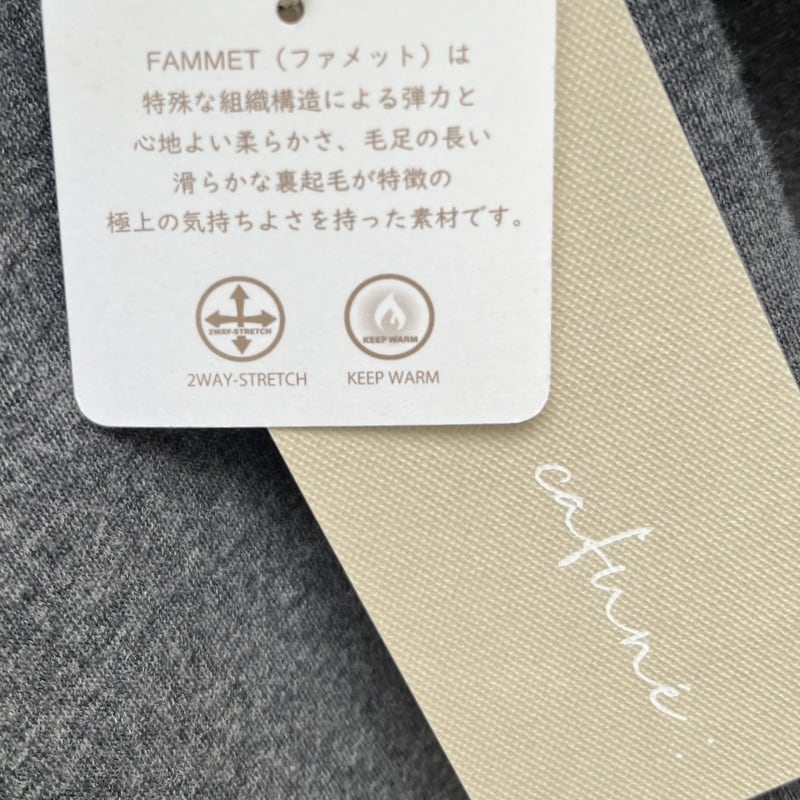 FAMMET（ファメット）は
特殊な組織構造による弾力と
心地よい柔らかさ、毛足の長い
滑らかな裏起毛が特徴の
極上の気持ちよさを持った素材です。
2WAY-STRETCH
KEEP WARM
2WAY-STRETCH
KEEP WARM
cafuné.